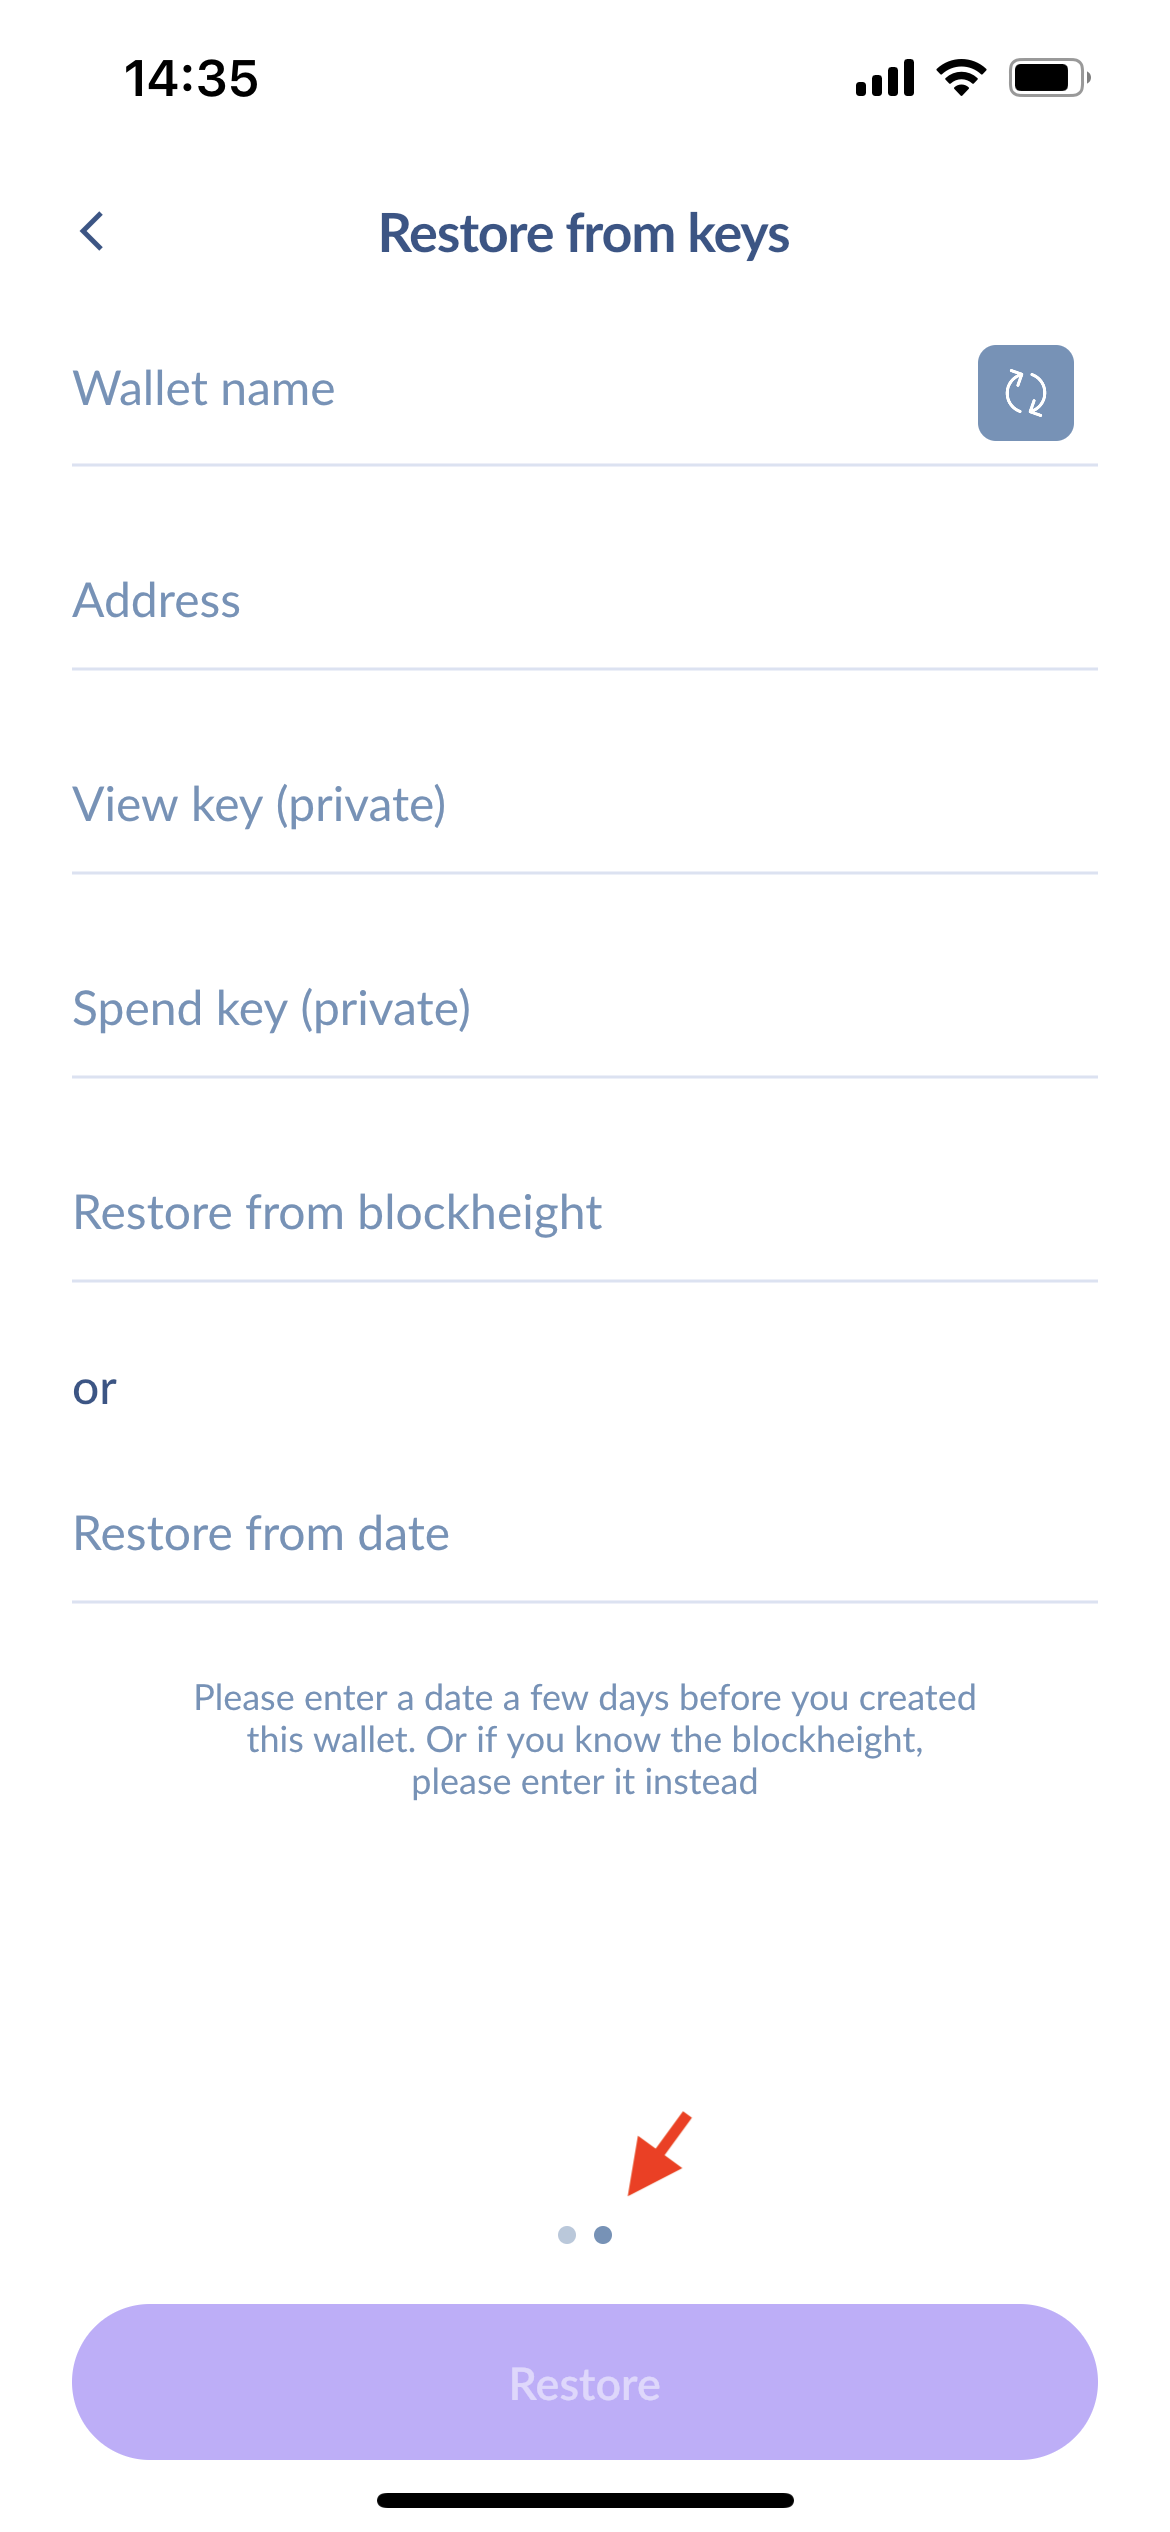 14:35
Restore from keys
Wallet name
Address
View key (private)
Spend key (private)
Restore from blockheight
or
Restore from date
Please enter a date a few days before you created
this wallet. Or if you know the blockheight,
please enter it instead
Restore